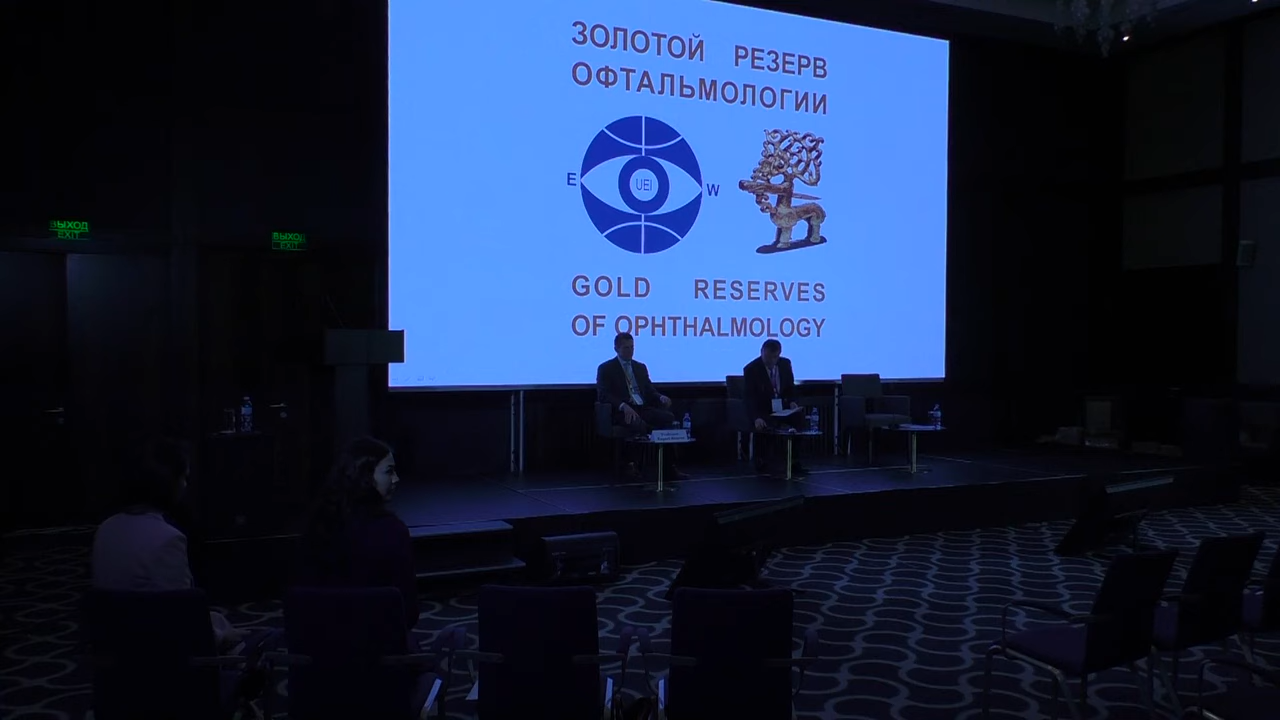 ЗОЛОТОЙ РЕЗЕРВ
ОФТАЛЬМОЛОГИИ
E
UEI
W
GOLD RESERVES
OF OPHTHALMOLOGY
ВЫХОД
EXIT
ВЫХОД
EXIT